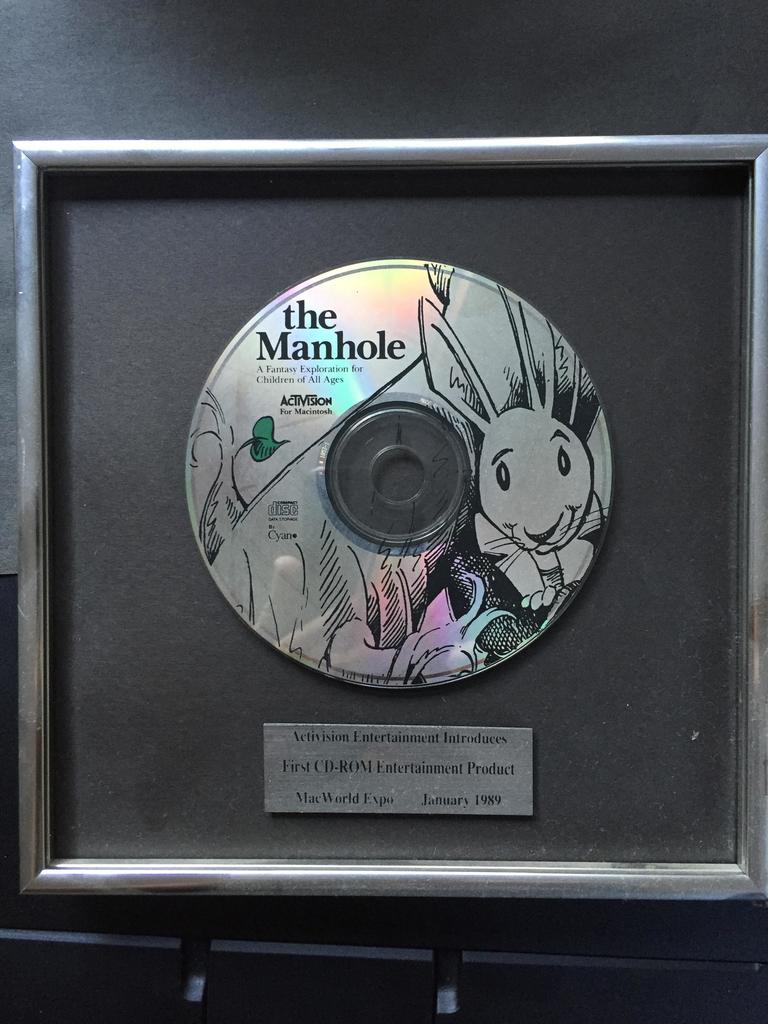 the
Manhole
A Fantasy Exploration for
Children of All Ages
ACTIVISION
For Macintosh
COMPACT
disc
DATA STORAGE
By
Cyan
Activision Entertainment Introduces
First CD-ROM Entertainment Product
MacWorld Expo January 1989